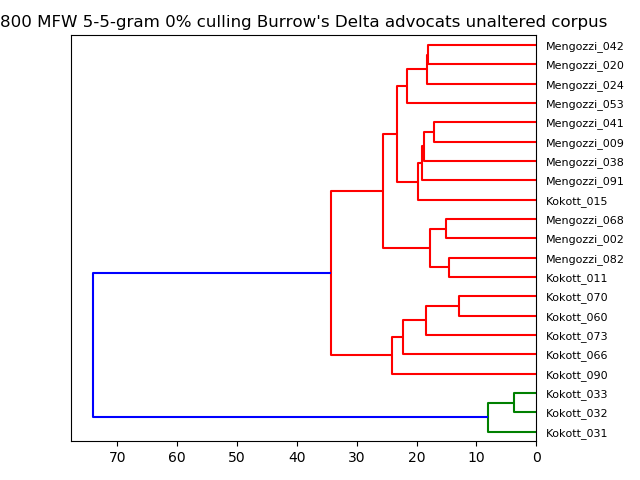 800 MFW 5-5-gram 0% culling Burrow's Delta advocats unaltered corpus
Mengozzi_042
Mengozzi_020
Mengozzi_024
Mengozzi_053
Mengozzi_041
Mengozzi_009
Mengozzi_038
Mengozzi_091
Kokott_015
Mengozzi_068
Mengozzi_002
Mengozzi_082
Kokott_011
Kokott_070
Kokott_060
Kokott_073
Kokott_066
Kokott_090
Kokott_033
Kokott_032
Kokott_031
70 60 50 40 30 20 10 0